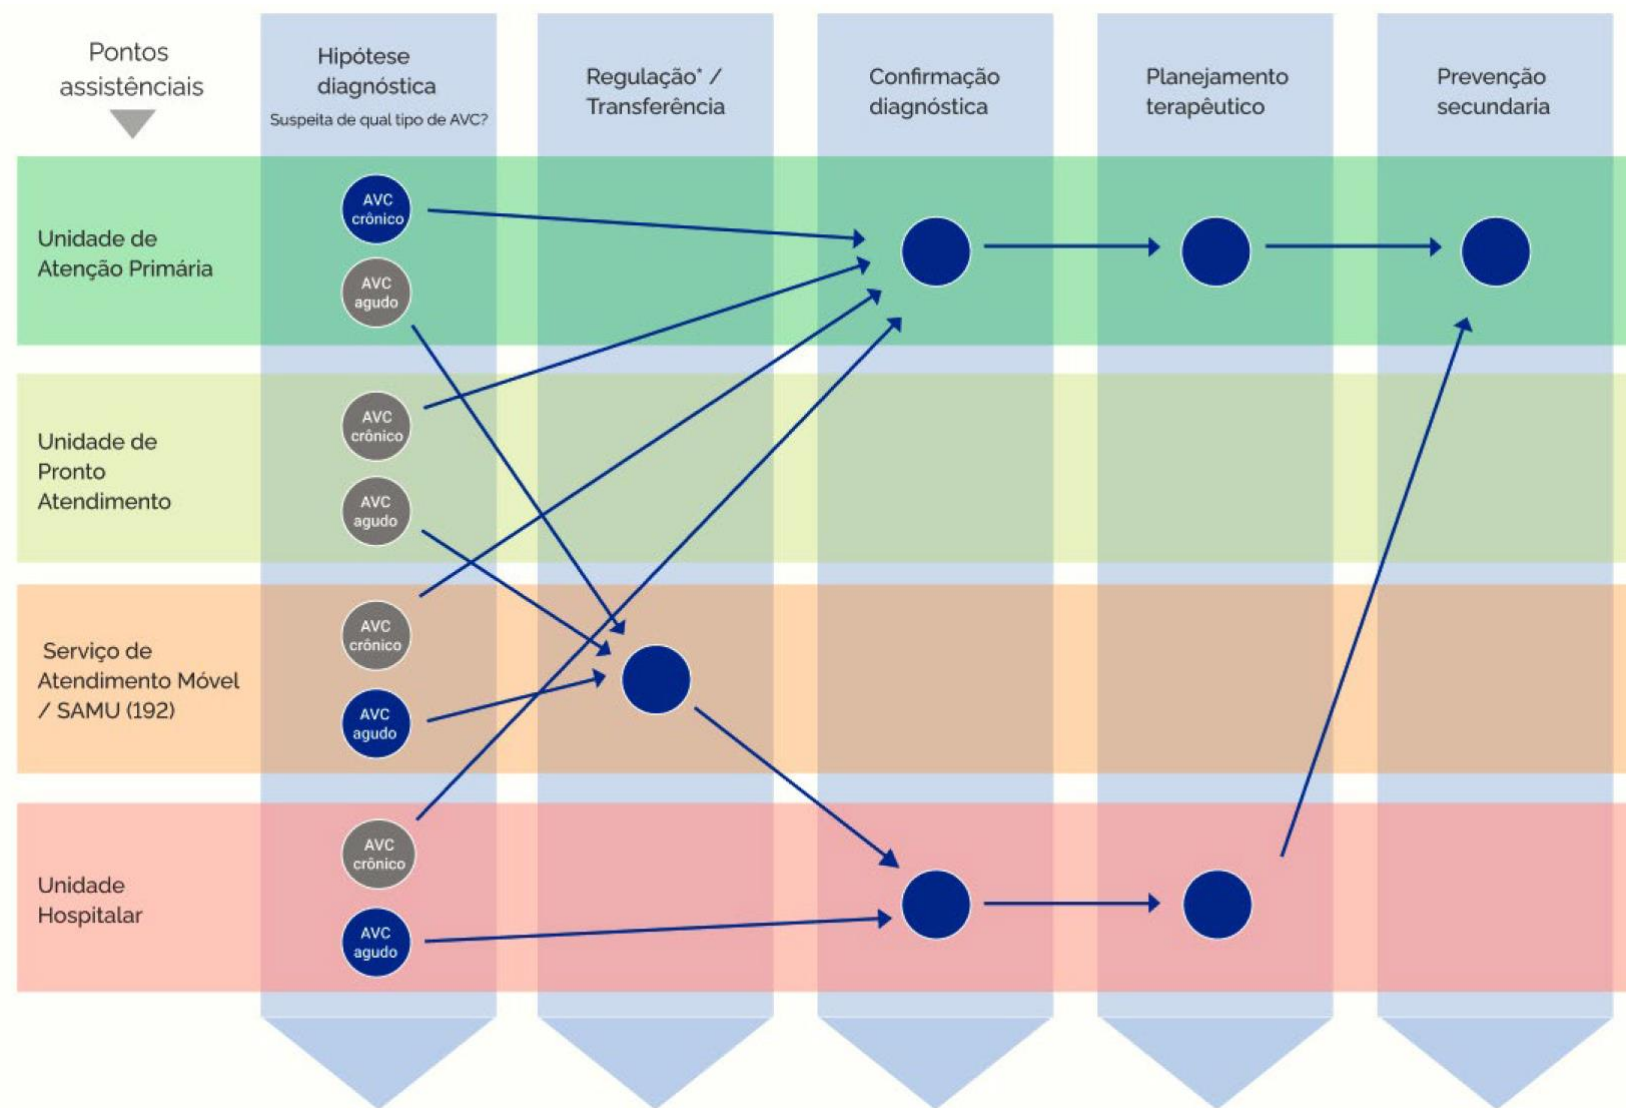 Pontos
assistênciais
Hipótese
diagnóstica
Suspeita de qual tipo de AVC?
Regulação* /
Transferência
Confirmação
diagnóstica
Planejamento
terapêutico
Prevenção
secundaria
Unidade de
Atenção Primária
AVC
crônico
AVC
agudo
Unidade de
Pronto
Atendimento
AVC
crônico
AVC
agudo
Serviço de
Atendimento Móvel
/ SAMU (192)
AVC
crônico
AVC
agudo
Unidade
Hospitalar
AVC
crônico
AVC
agudo